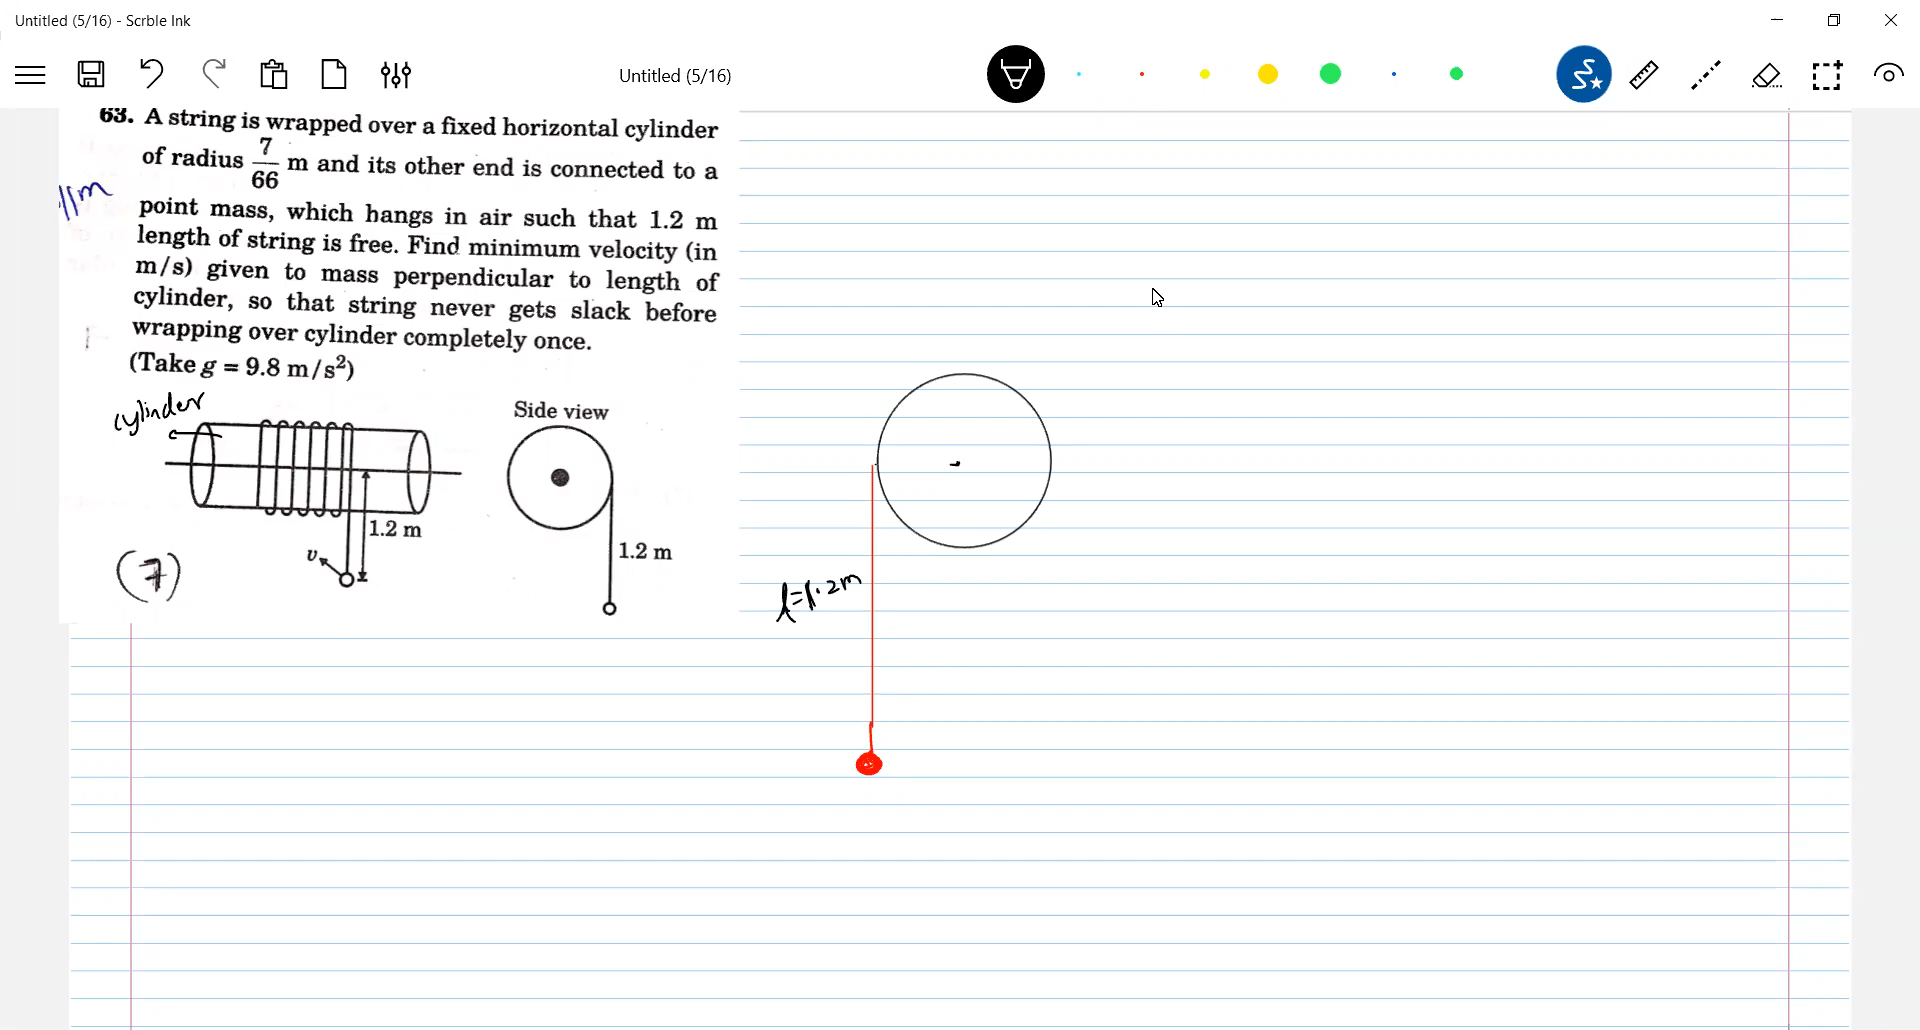 Untitled (5/16) - Scrble Ink
Untitled (5/16)
63. A string is wrapped over a fixed horizontal cylinder
of radius 7/66 m and its other end is connected to a
point mass, which hangs in air such that 1.2 m
length of string is free. Find minimum velocity (in
m/s) given to mass perpendicular to length of
cylinder, so that string never gets slack before
wrapping over cylinder completely once.
(Take g = 9.8 m/s²)
cylinder
Side view
1.2 m
v
1.2 m
(7)
l=1.2m